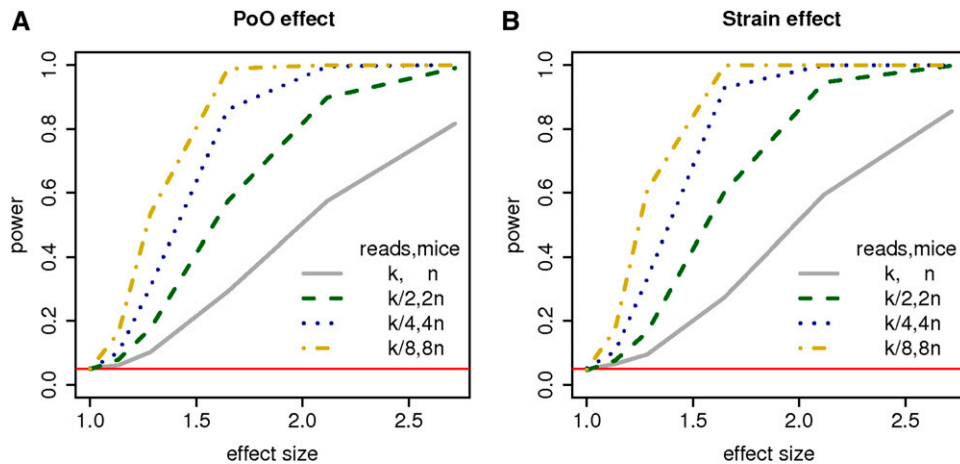 A
PoO effect
power
0.0
0.2
0.4
0.6
0.8
1.0
reads,mice
k, n
k/2,2n
k/4,4n
k/8,8n
1.0 1.5 2.0 2.5
effect size
B
Strain effect
power
0.0
0.2
0.4
0.6
0.8
1.0
reads,mice
k, n
k/2,2n
k/4,4n
k/8,8n
1.0 1.5 2.0 2.5
effect size